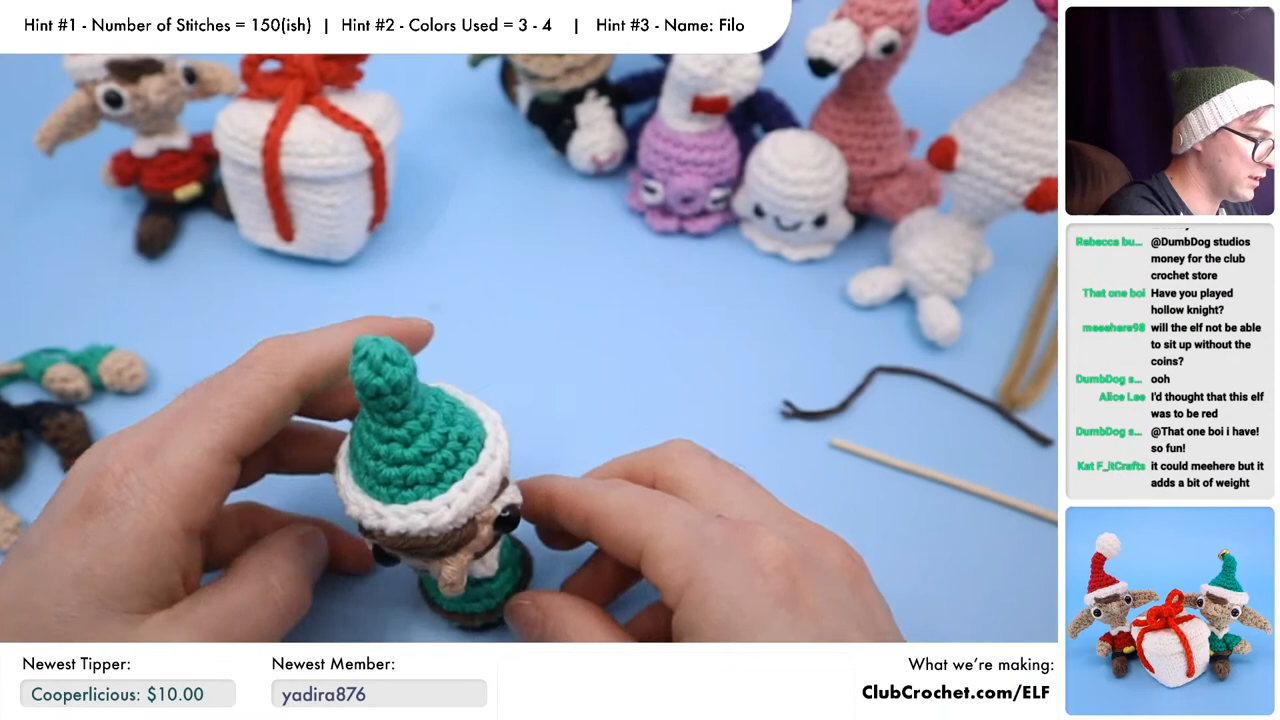 Hint #1 - Number of Stitches = 150(ish) | Hint #2 - Colors Used = 3 - 4 | Hint #3 - Name: Filo
Rebecca bu... @DumbDog studios
money for the club
crochet store
That one boi Have you played
hollow knight?
meeehere98 will the elf not be able
to sit up without the
coins?
DumbDog s... ooh
Alice Lee I'd thought that this elf
was to be red
DumbDog s... @That one boi i have!
so fun!
Kat F_itCrafts it could meehere but it
adds a bit of weight
Newest Tipper:
Cooperlicious: $10.00
Newest Member:
yadira876
What we're making:
ClubCrochet.com/ELF